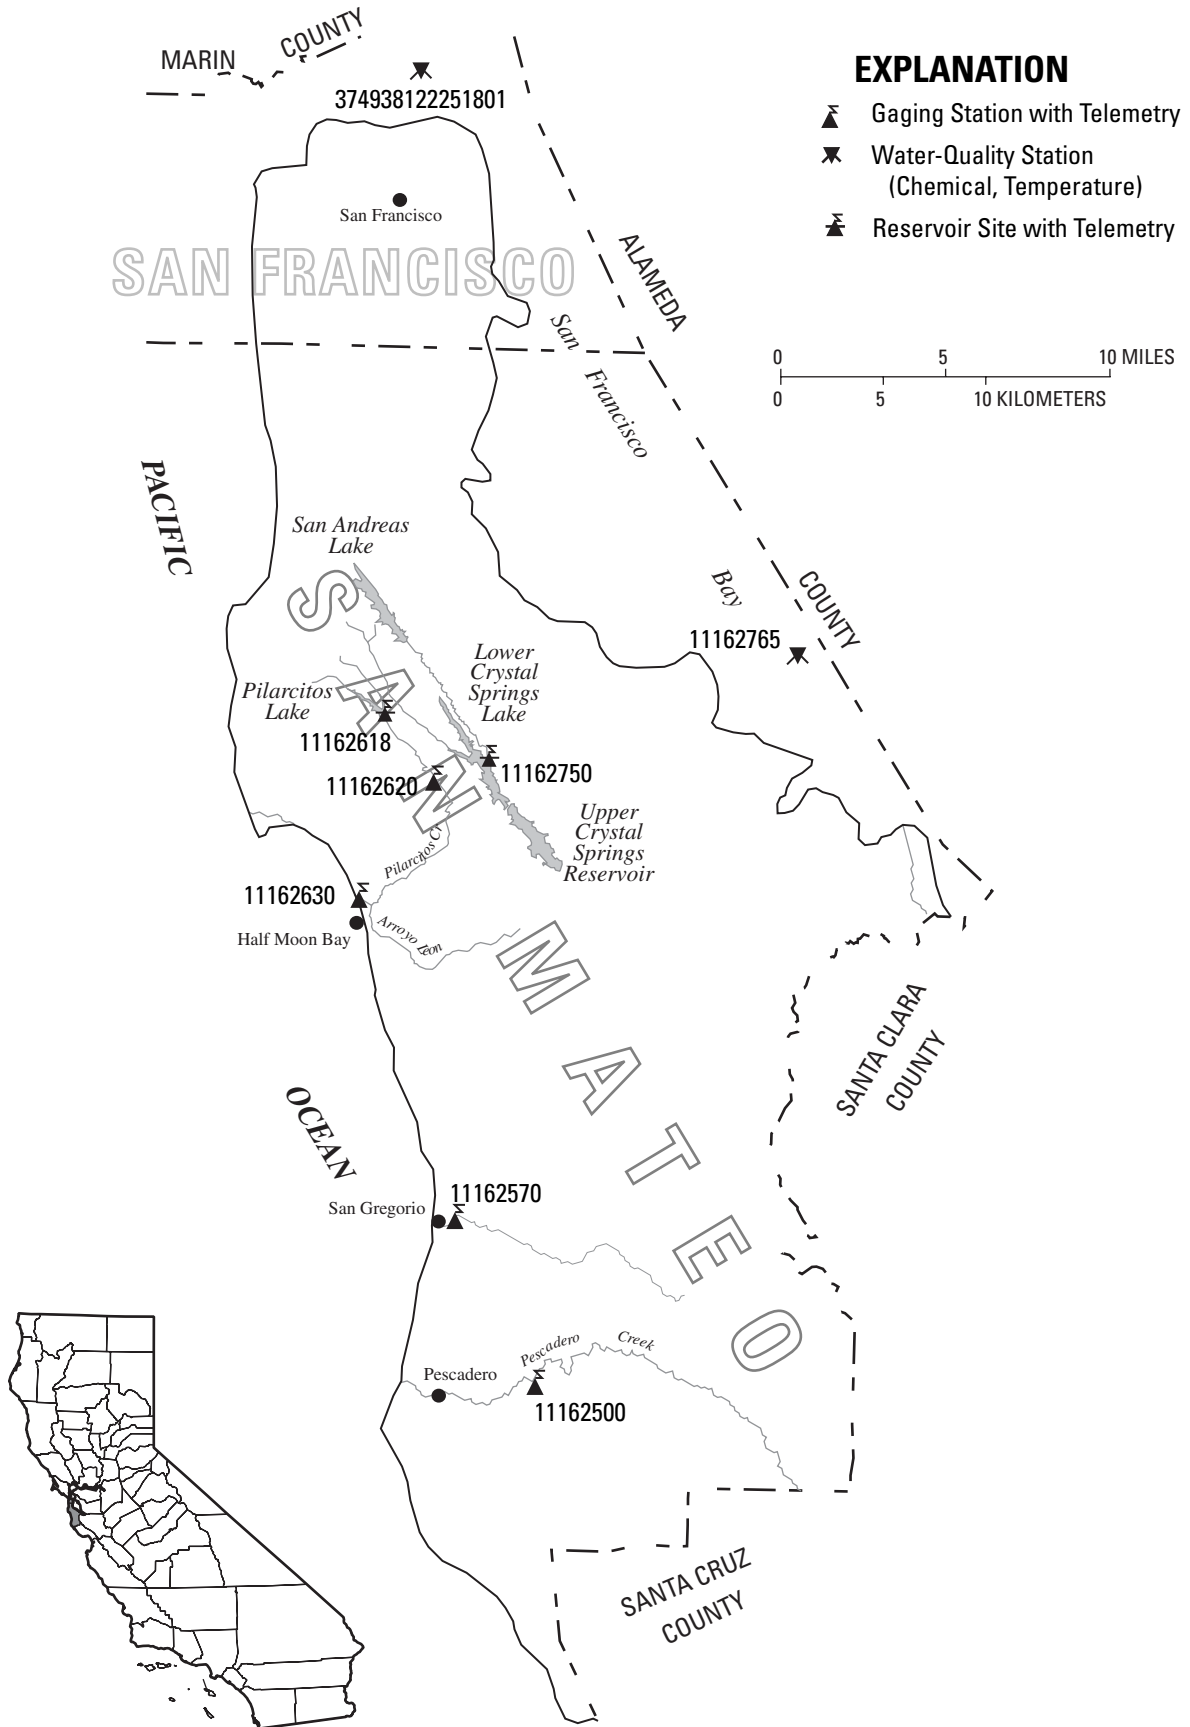 MARIN
COUNTY
374938122251801
EXPLANATION
Gaging Station with Telemetry
Water-Quality Station
(Chemical, Temperature)
Reservoir Site with Telemetry
San Francisco
SAN FRANCISCO
ALAMEDA
COUNTY
San
Francisco
Bay
0 5 10 MILES
0 5 10 KILOMETERS
PACIFIC
OCEAN
San Andreas
Lake
SAN MATEO
11162765
Lower
Crystal
Springs
Lake
Pilarcitos
Lake
11162618
11162750
11162620
Upper
Crystal
Springs
Reservoir
Pilarcitos Cr
11162630
Half Moon Bay
Arroyo Leon
SANTA CLARA
COUNTY
11162570
San Gregorio
Pescadero Creek
Pescadero
11162500
SANTA CRUZ
COUNTY